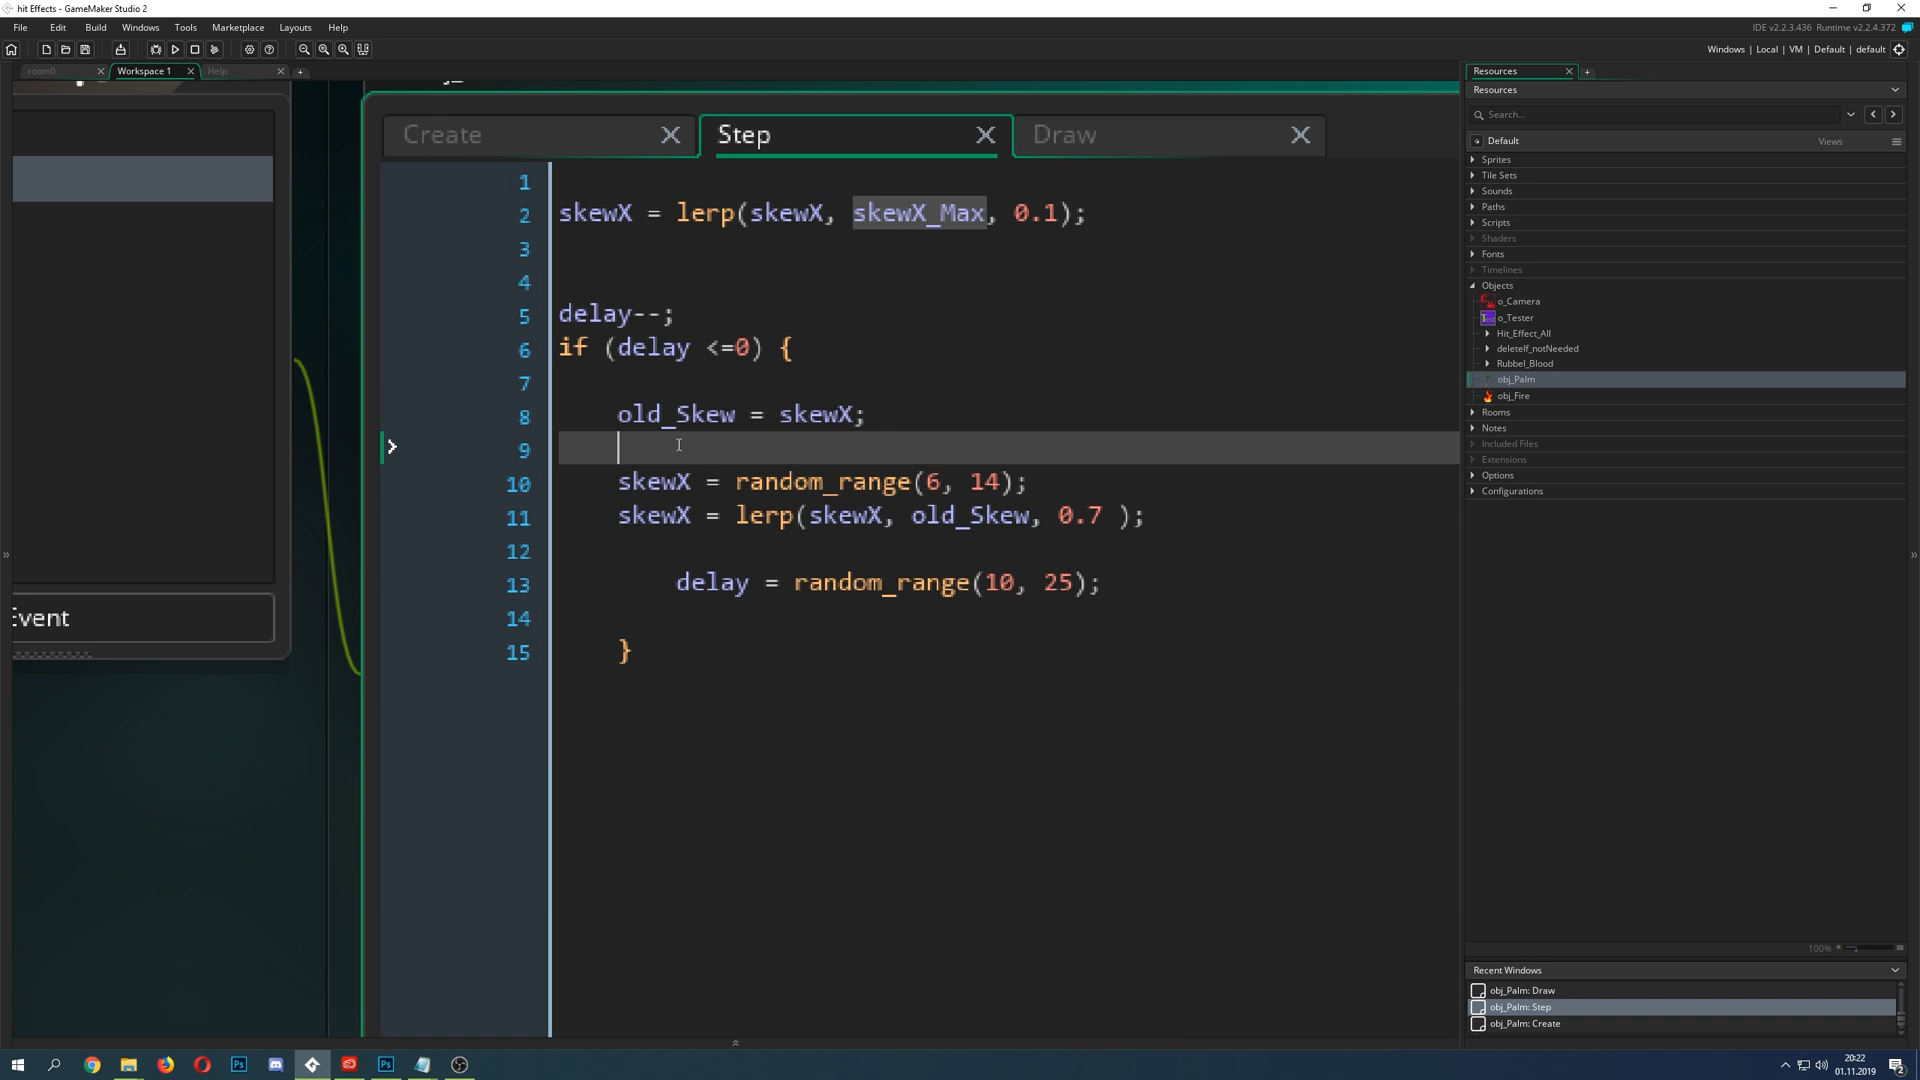 hit Effects - GameMaker Studio 2
File Edit Build Windows Tools Marketplace Layouts Help
IDE v2.2.3.436 Runtime v2.2.4.372
Windows | Local | VM | Default | default
room0 Workspace 1 Help
Create Step Draw
1
2 skewX = lerp(skewX, skewX_Max, 0.1);
3
4
5 delay--;
6 if (delay <=0) {
7
8 old_Skew = skewX;
9
10 skewX = random_range(6, 14);
11 skewX = lerp(skewX, old_Skew, 0.7 );
12
13 delay = random_range(10, 25);
14
15 }
Event
Resources
Resources
Search...
Default Views
Sprites
Tile Sets
Sounds
Paths
Scripts
Shaders
Fonts
Timelines
Objects
o_Camera
o_Tester
Hit_Effect_All
deleteIf_notNeeded
Rubbel_Blood
obj_Palm
obj_Fire
Rooms
Notes
Included Files
Extensions
Options
Configurations
100%
Recent Windows
obj_Palm: Draw
obj_Palm: Step
obj_Palm: Create
Ps Ps
20:22
01.11.2019
2